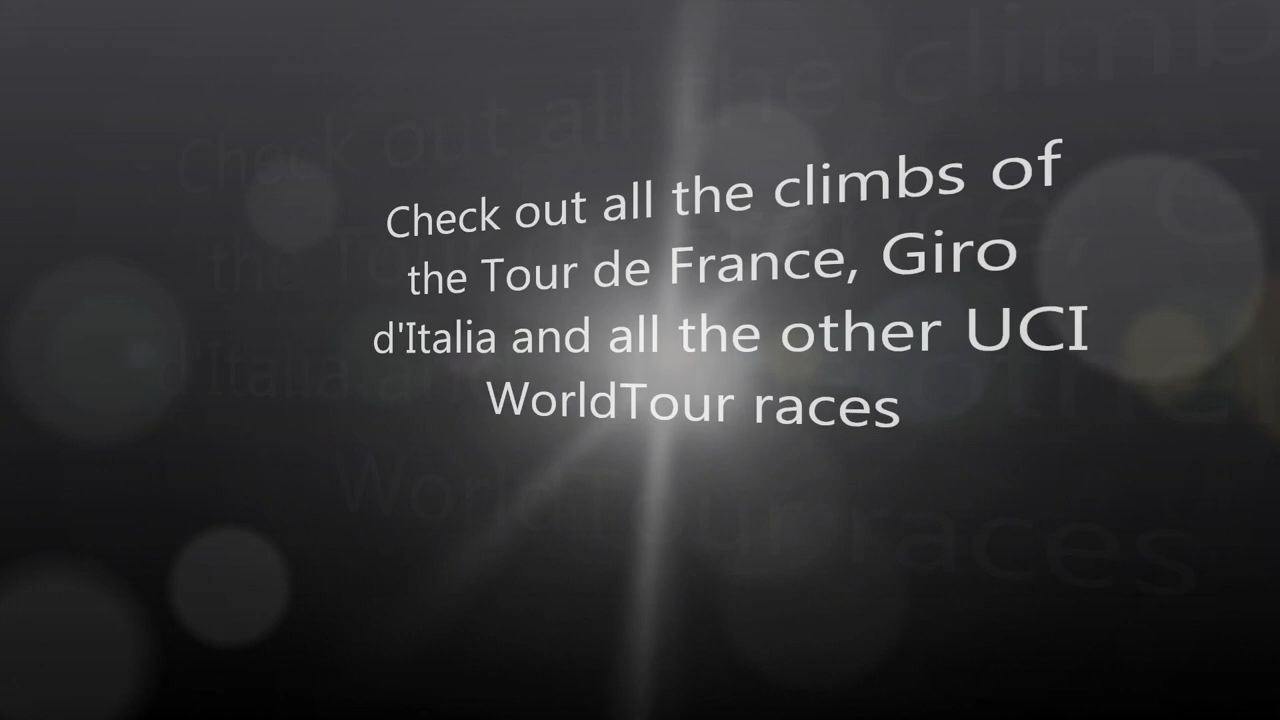 Check out all the climbs of
the Tour de France, Giro
d'Italia and all the other UCI
WorldTour races